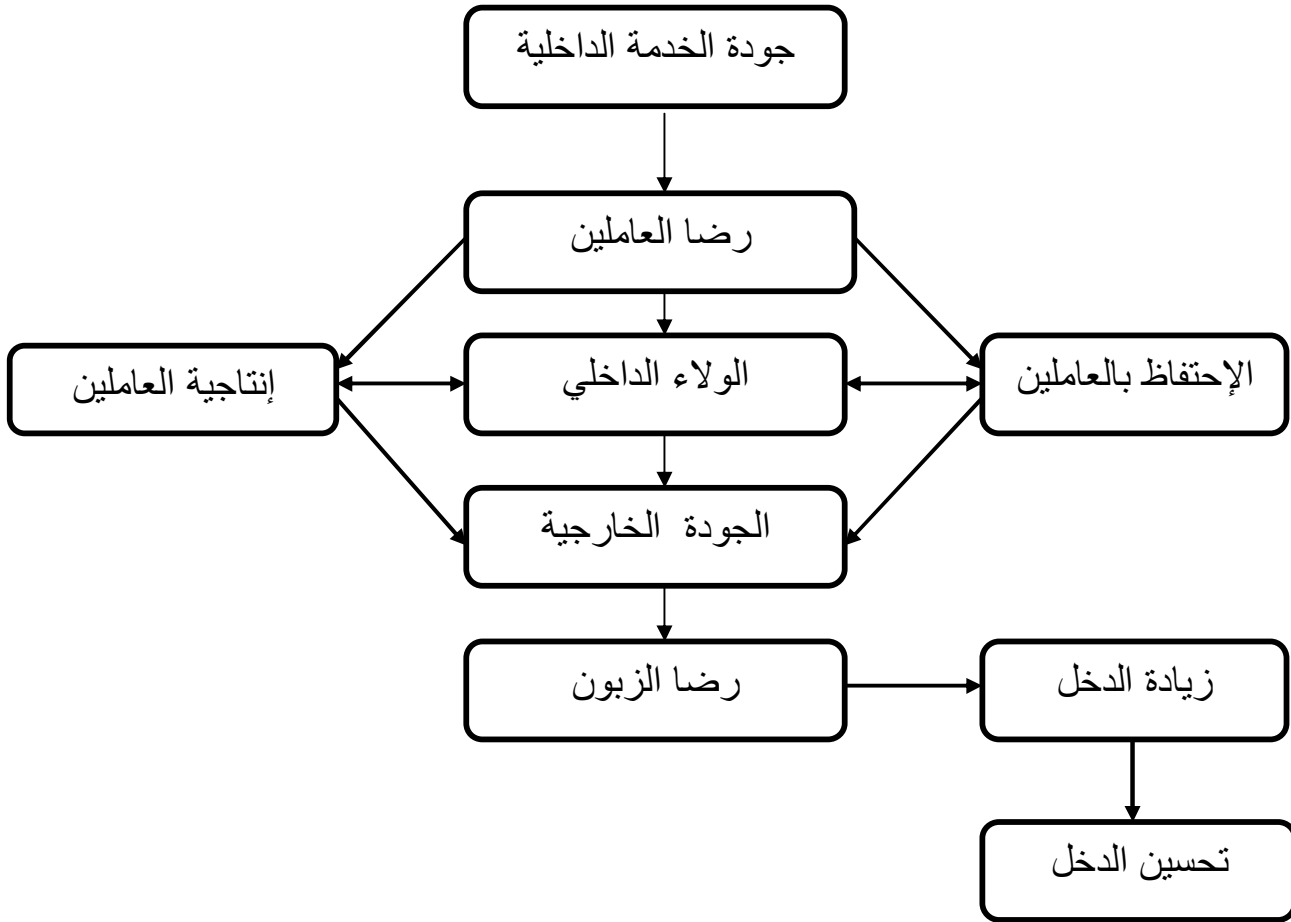 جودة الخدمة الداخلية
رضا العاملين
الإحتفاظ بالعاملين
الولاء الداخلي
إنتاجية العاملين
الجودة الخارجية
رضا الزبون
زيادة الدخل
تحسين الدخل